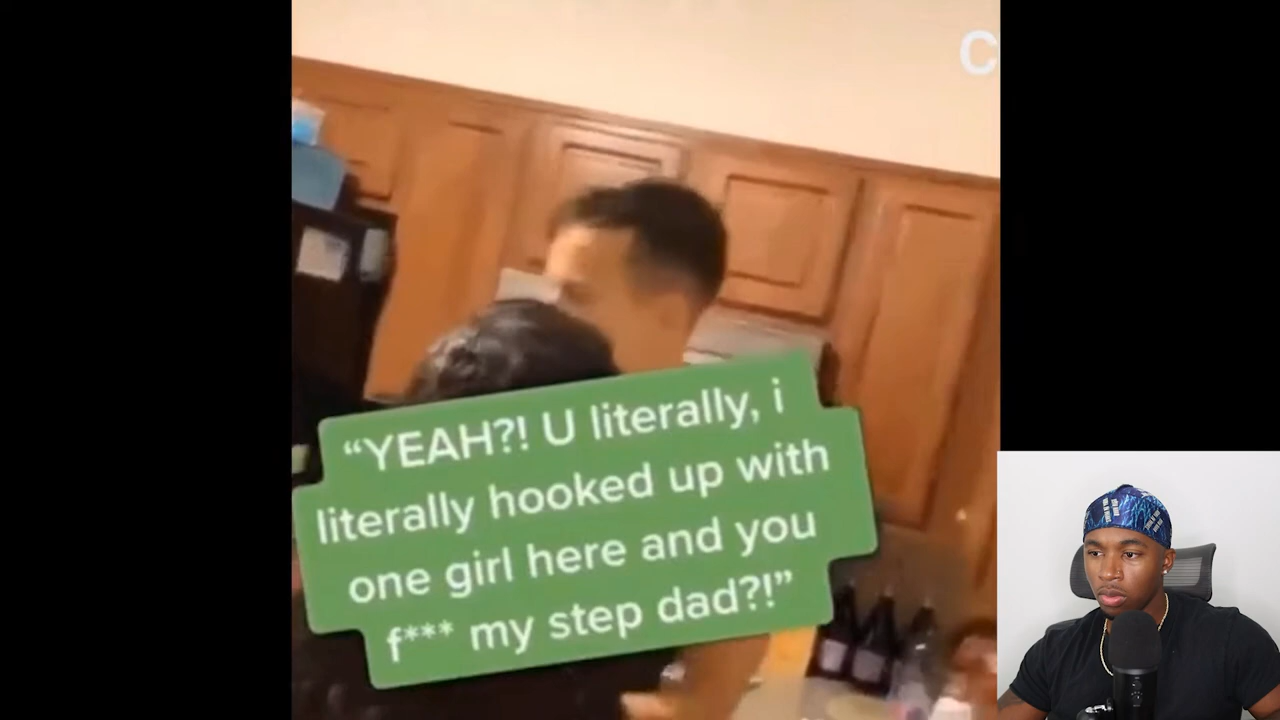 C
“YEAH?! U literally, i
literally hooked up with
one girl here and you
f*** my step dad?!”